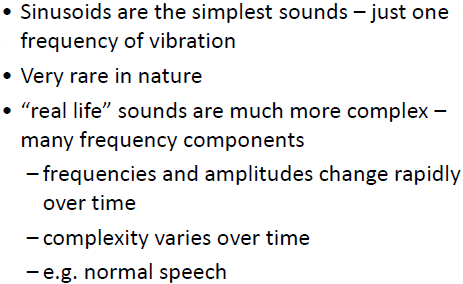 • Sinusoids are the simplest sounds – just one
frequency of vibration
• Very rare in nature
• “real life” sounds are much more complex –
many frequency components
– frequencies and amplitudes change rapidly
over time
– complexity varies over time
– e.g. normal speech